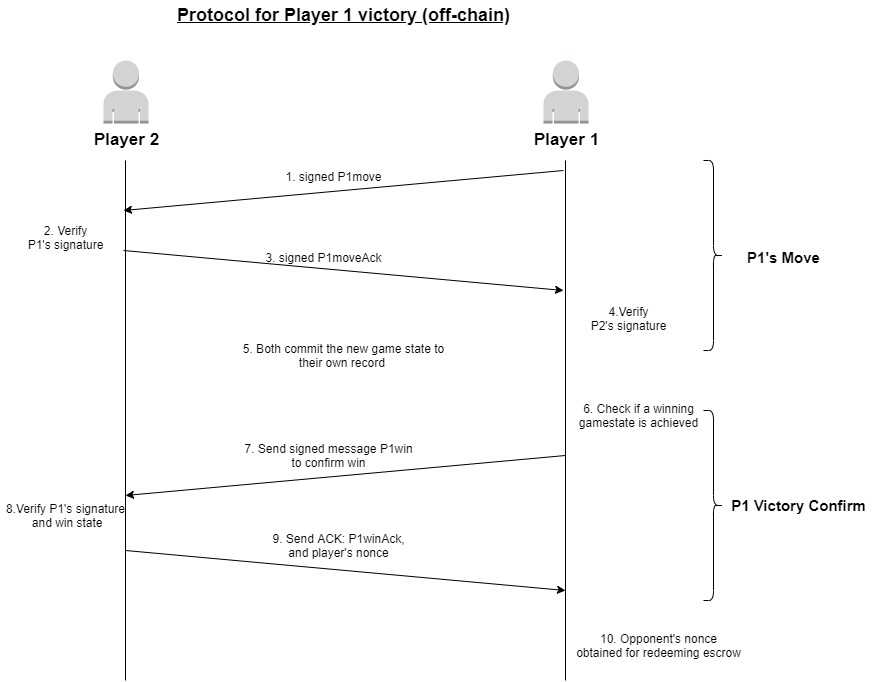 Protocol for Player 1 victory (off-chain)
Player 2
Player 1
1. signed P1move
2. Verify
P1's signature
3. signed P1moveAck
P1's Move
4.Verify
P2's signature
5. Both commit the new game state to
their own record
6. Check if a winning
gamestate is achieved
7. Send signed message P1win
to confirm win
8.Verify P1's signature
and win state
P1 Victory Confirm
9. Send ACK: P1winAck,
and player's nonce
10. Opponent's nonce
obtained for redeeming escrow